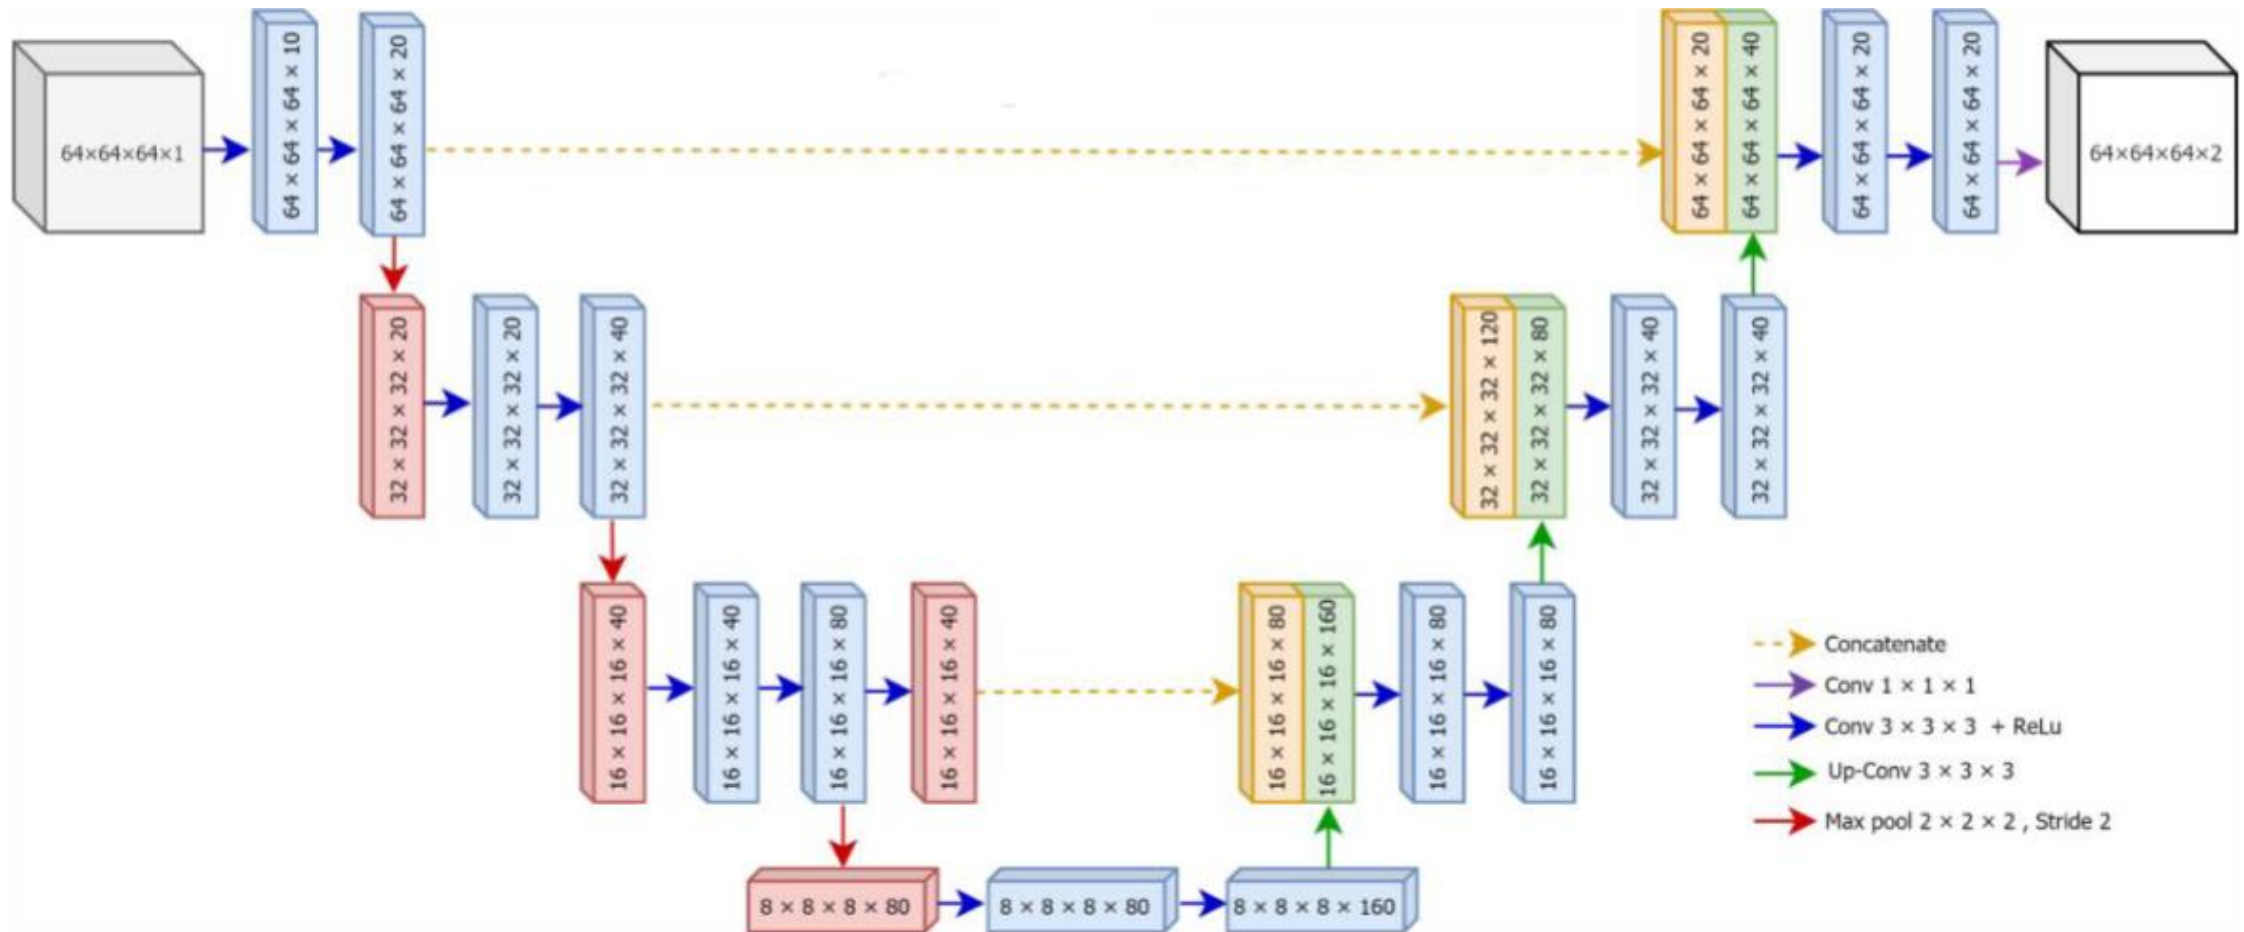 64×64×64×1
64 × 64 × 64 × 10
64 × 64 × 64 × 20
64 × 64 × 64 × 20
64 × 64 × 64 × 40
64 × 64 × 64 × 20
64 × 64 × 64 × 20
64×64×64×2
32 × 32 × 32 × 20
32 × 32 × 32 × 20
32 × 32 × 32 × 40
32 × 32 × 32 × 120
32 × 32 × 32 × 80
32 × 32 × 32 × 40
32 × 32 × 32 × 40
16 × 16 × 16 × 40
16 × 16 × 16 × 40
16 × 16 × 16 × 80
16 × 16 × 16 × 40
16 × 16 × 16 × 80
16 × 16 × 16 × 160
16 × 16 × 16 × 80
16 × 16 × 16 × 80
8 × 8 × 8 × 80
8 × 8 × 8 × 80
8 × 8 × 8 × 160
Concatenate
Conv 1 × 1 × 1
Conv 3 × 3 × 3 + ReLu
Up-Conv 3 × 3 × 3
Max pool 2 × 2 × 2 , Stride 2